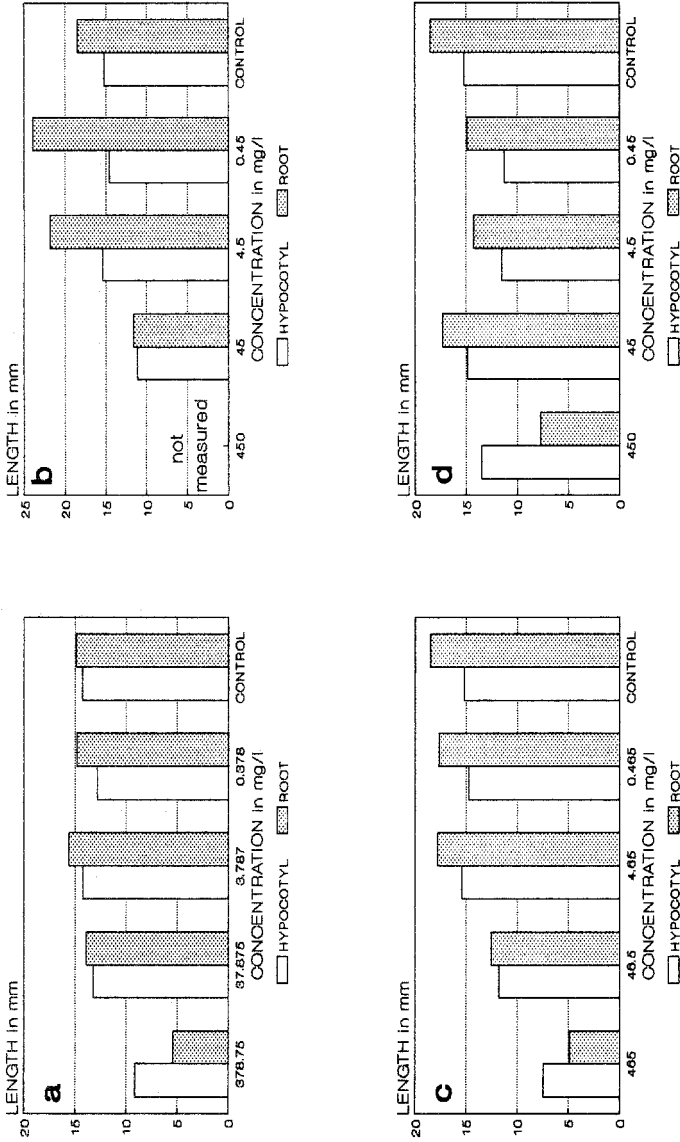 a
LENGTH in mm
20
15
10
5
0
378.75
37.875
3.787
0.378
CONTROL
CONCENTRATION in mg/l
HYPOCOTYL
ROOT
b
LENGTH in mm
25
20
15
10
5
0
not
measured
450
45
4.5
0.45
CONTROL
CONCENTRATION in mg/l
HYPOCOTYL
ROOT
c
LENGTH in mm
20
15
10
5
0
465
46.5
4.65
0.465
CONTROL
CONCENTRATION in mg/l
HYPOCOTYL
ROOT
d
LENGTH in mm
20
15
10
5
0
450
45
4.5
0.45
CONTROL
CONCENTRATION in mg/l
HYPOCOTYL
ROOT